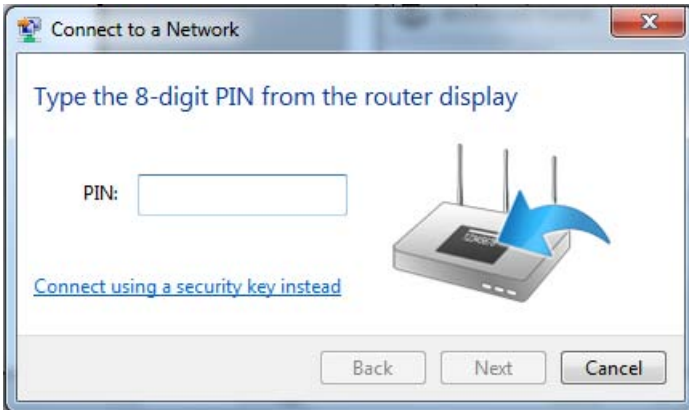 Connect to a Network
Type the 8-digit PIN from the router display
PIN:
12345678
Connect using a security key instead
Back
Next
Cancel